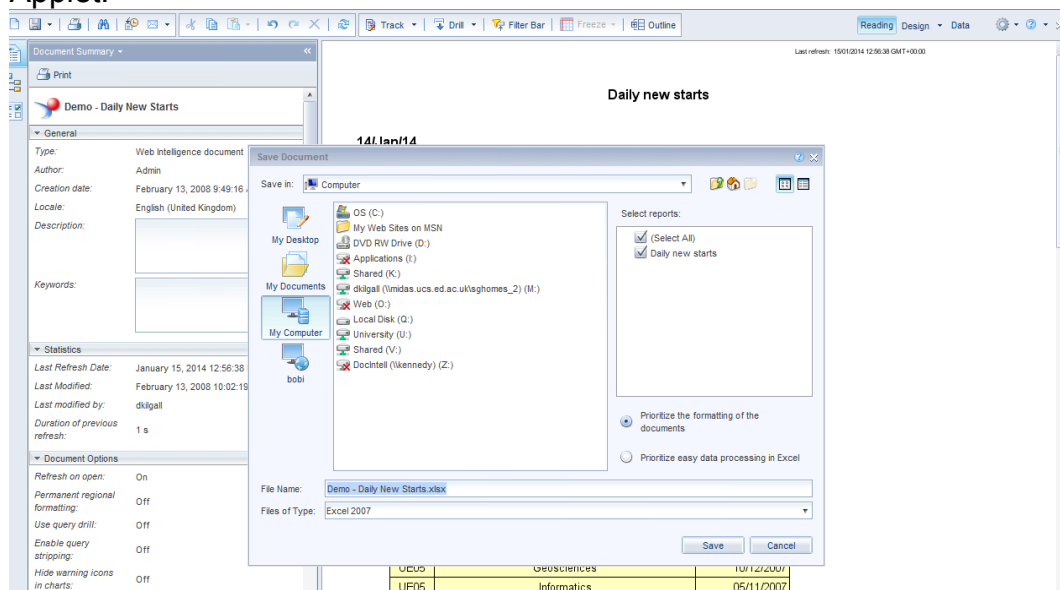 Applet.
Track Drill Filter Bar Freeze Outline Reading Design Data
Document Summary
Print
Demo - Daily New Starts
General
Type: Web Intelligence document
Author: Admin
Creation date: February 13, 2008 9:49:16
Locale: English (United Kingdom)
Description:
Keywords:
Statistics
Last Refresh Date: January 15, 2014 12:56:38
Last Modified: February 13, 2008 10:02:19
Last modified by: dkilgall
Duration of previous
refresh: 1 s
Document Options
Refresh on open: On
Permanent regional
formatting: Off
Use query drill: Off
Enable query
stripping: Off
Hide warning icons
in charts: Off
Last refresh: 15/01/2014 12:56:38 GMT+00:00
Daily new starts
14/Jan/14
Save Document
Save in: Computer
My Desktop
My Documents
My Computer
bobi
OS (C:)
My Web Sites on MSN
DVD RW Drive (D:)
Applications (I:)
Shared (K:)
dkilgall (\\midas.ucs.ed.ac.uk\sghomes_2) (M:)
Web (O:)
Local Disk (Q:)
University (U:)
Shared (V:)
DocIntell (\\kennedy) (Z:)
Select reports:
(Select All)
Daily new starts
Prioritize the formatting of the
documents
Prioritize easy data processing in Excel
File Name: Demo - Daily New Starts.xlsx
Files of Type: Excel 2007
Save Cancel
UE05 Geosciences 10/12/2007
UE05 Informatics 05/11/2007